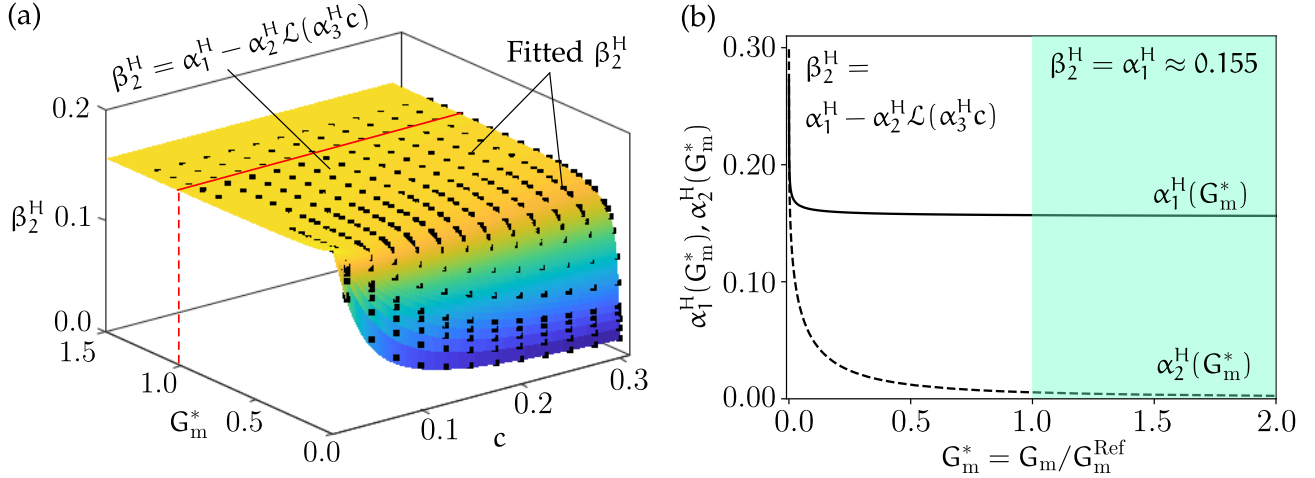 (a)
β₂ᴴ = α₁ᴴ − α₂ᴴℒ(α₃ᴴc)
Fitted β₂ᴴ
0.2
0.1
0.0
β₂ᴴ
1.5
1.0
0.5
0.0
G*ₘ
0.1
0.2
0.3
c
(b)
0.30
0.20
0.10
0.00
α₁ᴴ(G*ₘ), α₂ᴴ(G*ₘ)
β₂ᴴ =
α₁ᴴ − α₂ᴴℒ(α₃ᴴc)
β₂ᴴ = α₁ᴴ ≈ 0.155
α₁ᴴ(G*ₘ)
α₂ᴴ(G*ₘ)
0.0 0.5 1.0 1.5 2.0
G*ₘ = Gₘ/Gₘᴿᵉᶠ